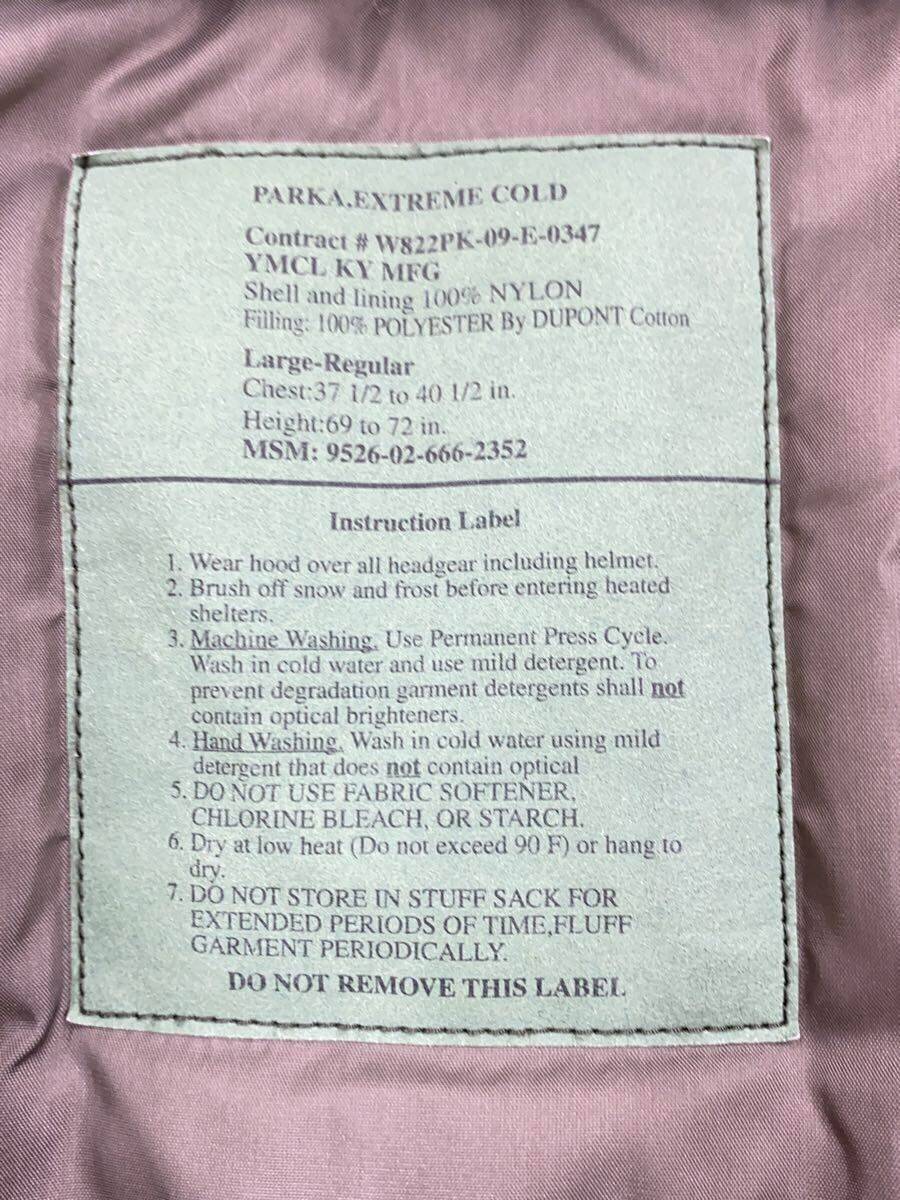 PARKA.EXTREME COLD
Contract # W822PK-09-E-0347
YMCL KY MFG
Shell and lining 100% NYLON
Filling: 100% POLYESTER By DUPONT Cotton
Large-Regular
Chest:37 1/2 to 40 1/2 in.
Height:69 to 72 in.
MSM: 9526-02-666-2352
Instruction Label
1. Wear hood over all headgear including helmet.
2. Brush off snow and frost before entering heated
shelters.
3. Machine Washing. Use Permanent Press Cycle.
Wash in cold water and use mild detergent. To
prevent degradation garment detergents shall not
contain optical brighteners.
4. Hand Washing. Wash in cold water using mild
detergent that does not contain optical
5. DO NOT USE FABRIC SOFTENER,
CHLORINE BLEACH, OR STARCH.
6. Dry at low heat (Do not exceed 90 F) or hang to
dry.
7. DO NOT STORE IN STUFF SACK FOR
EXTENDED PERIODS OF TIME,FLUFF
GARMENT PERIODICALLY.
DO NOT REMOVE THIS LABEL